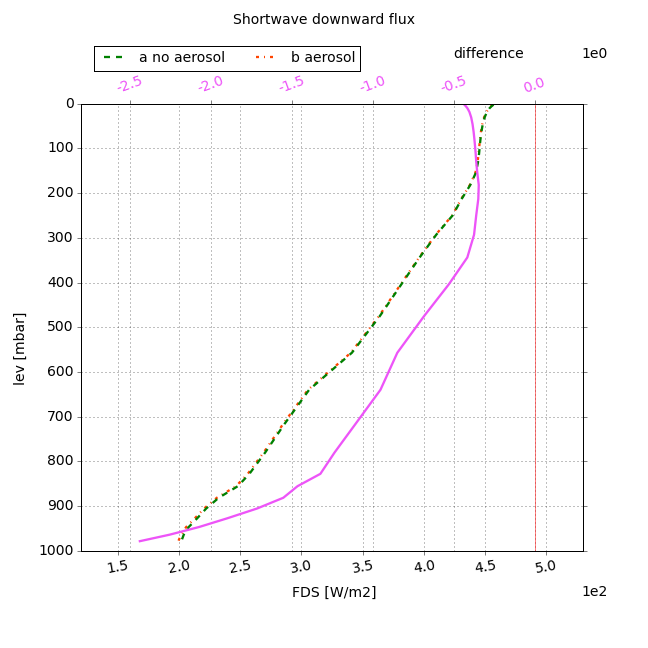 Shortwave downward flux
a no aerosol b aerosol
difference 1e0
-2.5 -2.0 -1.5 -1.0 -0.5 0.0
0
100
200
300
400
500
600
700
800
900
1000
lev [mbar]
1.5 2.0 2.5 3.0 3.5 4.0 4.5 5.0
FDS [W/m2] 1e2